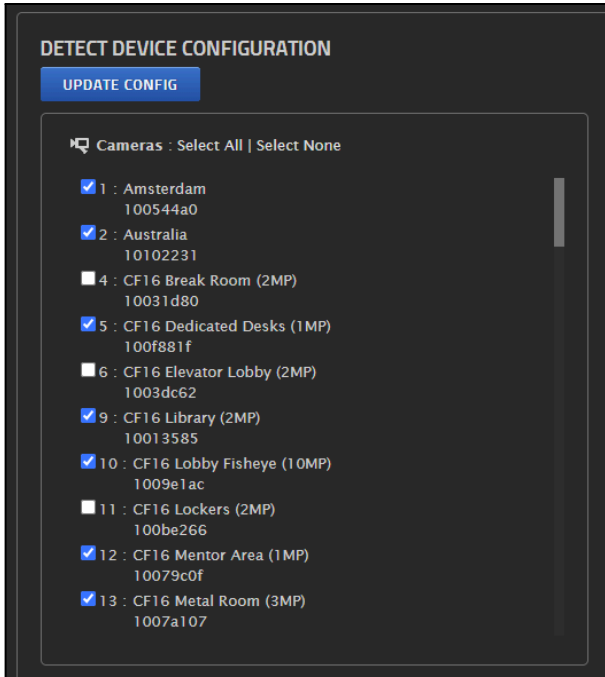 DETECT DEVICE CONFIGURATION
UPDATE CONFIG
Cameras : Select All | Select None
1 : Amsterdam
100544a0
2 : Australia
10102231
4 : CF16 Break Room (2MP)
10031d80
5 : CF16 Dedicated Desks (1MP)
100f881f
6 : CF16 Elevator Lobby (2MP)
1003dc62
9 : CF16 Library (2MP)
10013585
10 : CF16 Lobby Fisheye (10MP)
1009e1ac
11 : CF16 Lockers (2MP)
100be266
12 : CF16 Mentor Area (1MP)
10079c0f
13 : CF16 Metal Room (3MP)
1007a107